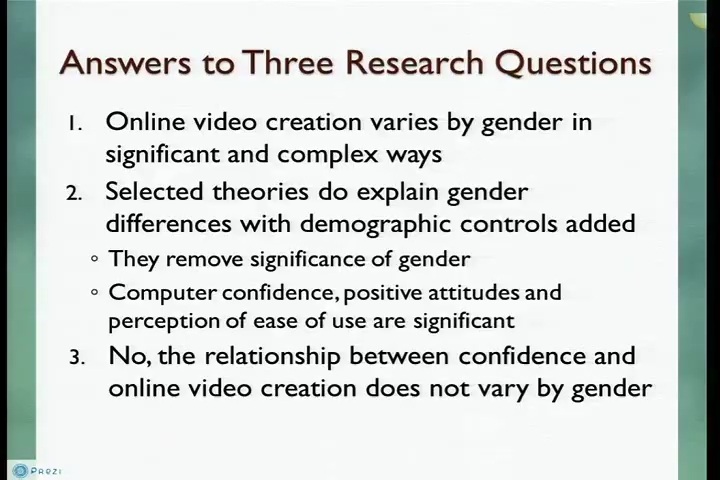 Answers to Three Research Questions
1. Online video creation varies by gender in
significant and complex ways
2. Selected theories do explain gender
differences with demographic controls added
◦ They remove significance of gender
◦ Computer confidence, positive attitudes and
perception of ease of use are significant
3. No, the relationship between confidence and
online video creation does not vary by gender
PREZI